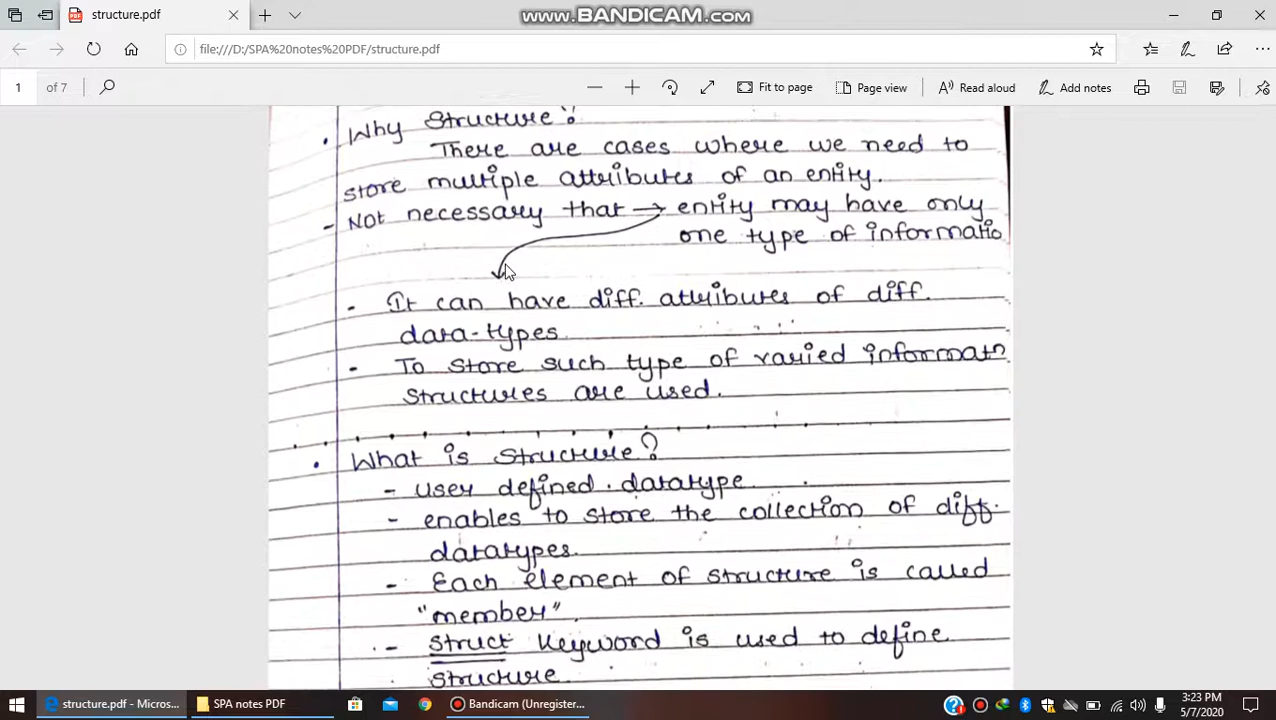 structure.pdf
www.BANDICAM.com
file:///D:/SPA%20notes%20PDF/structure.pdf
1 of 7
Fit to page
Page view
Read aloud
Add notes
• Why Structure?
There are cases where we need to
store multiple attributes of an entity.
- Not necessary that → entity may have only
one type of informatio
- It can have diff. attributes of diff.
data-types
- To store such type of varied informatn
structures are used.
• What is Structure?
- user defined datatype
- enables to store the collection of diff.
datatypes.
- Each element of structure is called
"member".
- struct keyword is used to define
structure.
structure.pdf - Micros...
SPA notes PDF
Bandicam (Unregister...
3:23 PM
5/7/2020